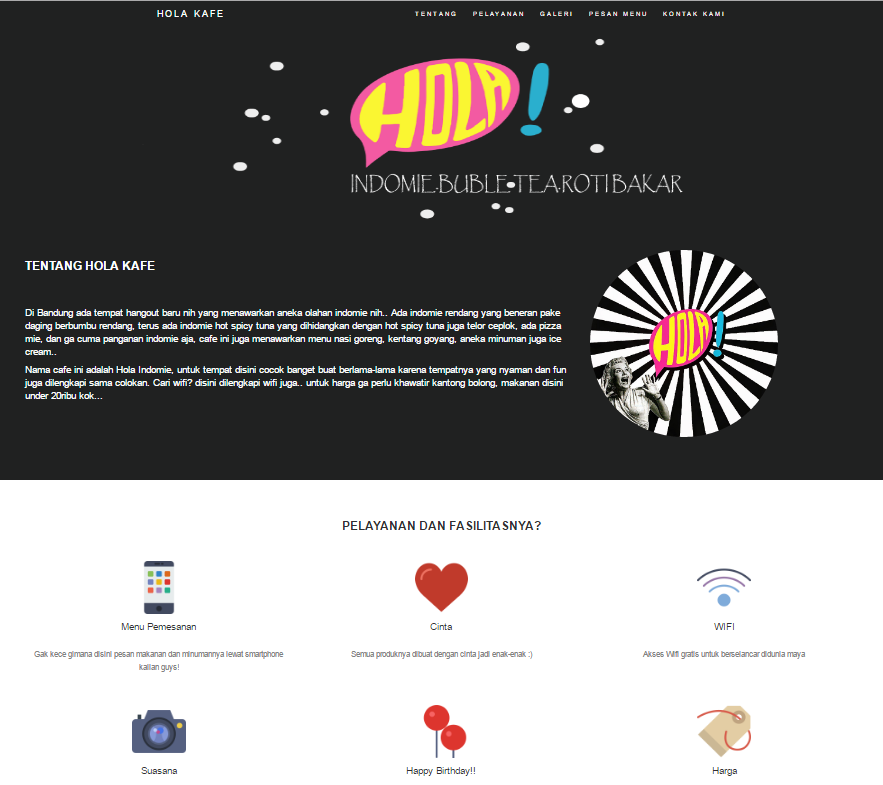 HOLA KAFE
TENTANG PELAYANAN GALERI PESAN MENU KONTAK KAMI
HOLA!
INDOMIE.BUBLE.TEA.ROTI BAKAR
TENTANG HOLA KAFE
Di Bandung ada tempat hangout baru nih yang menawarkan aneka olahan indomie nih.. Ada indomie rendang yang beneran pake
daging berbumbu rendang, terus ada indomie hot spicy tuna yang dihidangkan dengan hot spicy tuna juga telor ceplok, ada pizza
mie, dan ga cuma panganan indomie aja, cafe ini juga menawarkan menu nasi goreng, kentang goyang, aneka minuman juga ice
cream..
Nama cafe ini adalah Hola Indomie, untuk tempat disini cocok banget buat berlama-lama karena tempatnya yang nyaman dan fun
juga dilengkapi sama colokan. Cari wifi? disini dilengkapi wifi juga.. untuk harga ga perlu khawatir kantong bolong, makanan disini
under 20ribu kok...
HOLA!
PELAYANAN DAN FASILITASNYA?
Menu Pemesanan
Cinta
WIFI
Gak kece gimana disini pesan makanan dan minumannya lewat smartphone
kalian guys!
Semua produknya dibuat dengan cinta jadi enak-enak :)
Akses Wifi gratis untuk berselancar didunia maya
Suasana
Happy Birthday!!
Harga